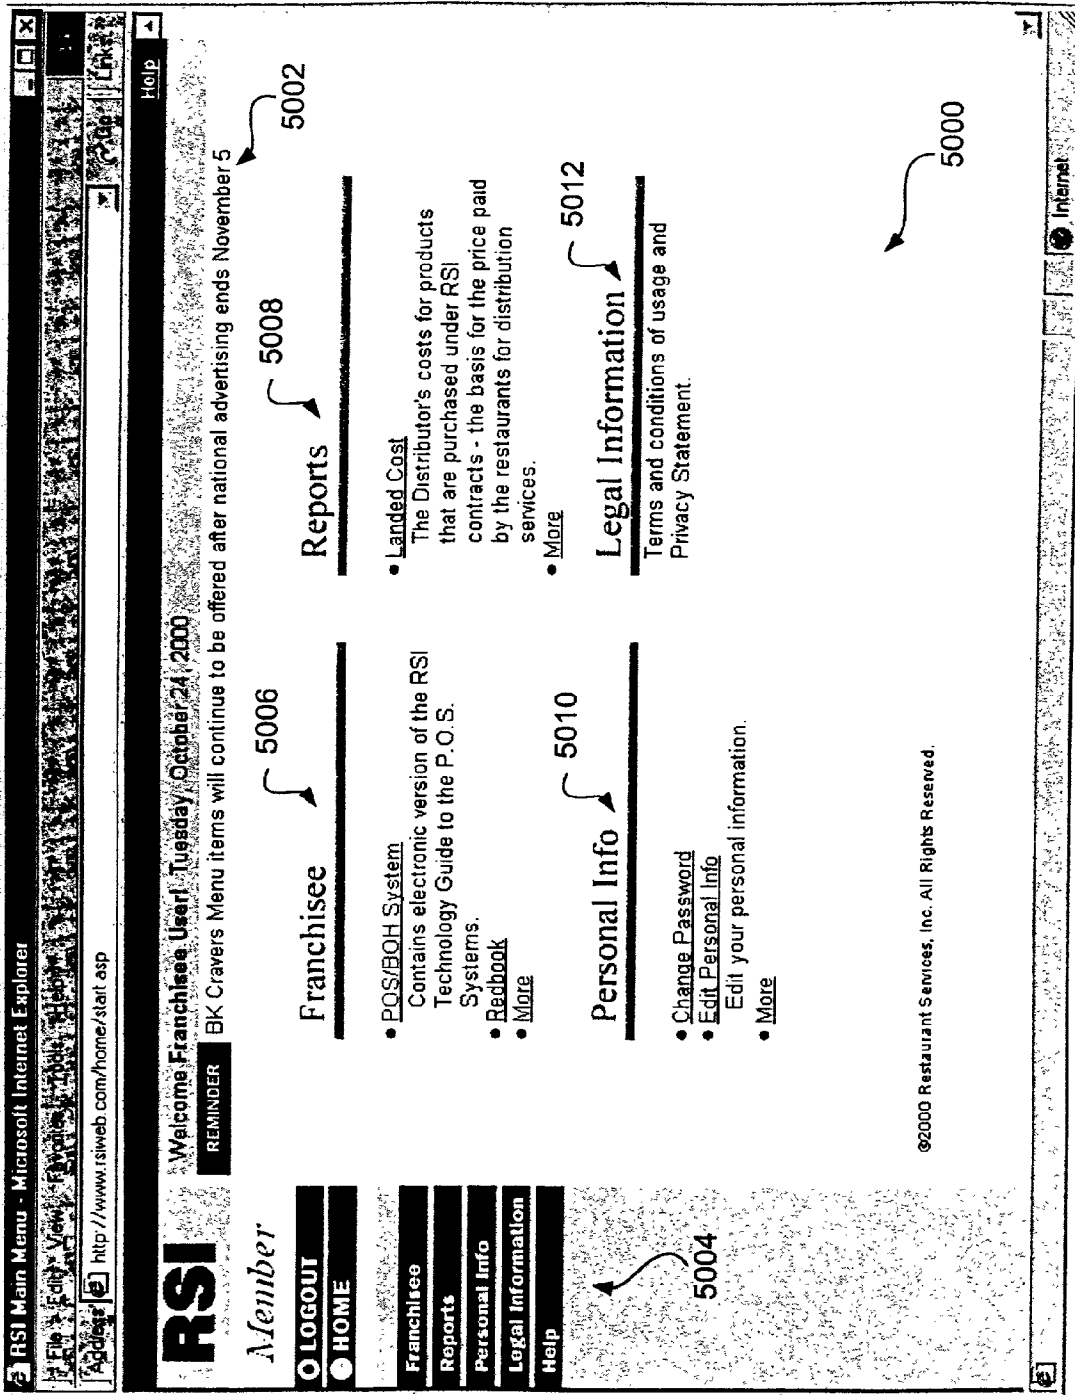 RSI Main Menu - Microsoft Internet Explorer
File Edit View Favorites Tools Help
Address http://www.rsiweb.com/home/start.asp Go Links
Help
RSI
Welcome Franchisee User! Tuesday, October 24, 2000
REMINDER BK Cravers Menu items will continue to be offered after national advertising ends November 5
5002
Member
LOGOUT
HOME
Franchisee
Reports
Personal Info
Legal Information
Help
5004
Franchisee
5006
• POS/BOH System
Contains electronic version of the RSI
Technology Guide to the P.O.S.
Systems.
• Redbook
• More
Reports
5008
• Landed Cost
The Distributor's costs for products
that are purchased under RSI
contracts - the basis for the price paid
by the restaurants for distribution
services.
• More
Personal Info
5010
• Change Password
• Edit Personal Info
Edit your personal information.
• More
Legal Information
5012
Terms and conditions of usage and
Privacy Statement.
©2000 Restaurant Services, Inc. All Rights Reserved.
5000
Internet